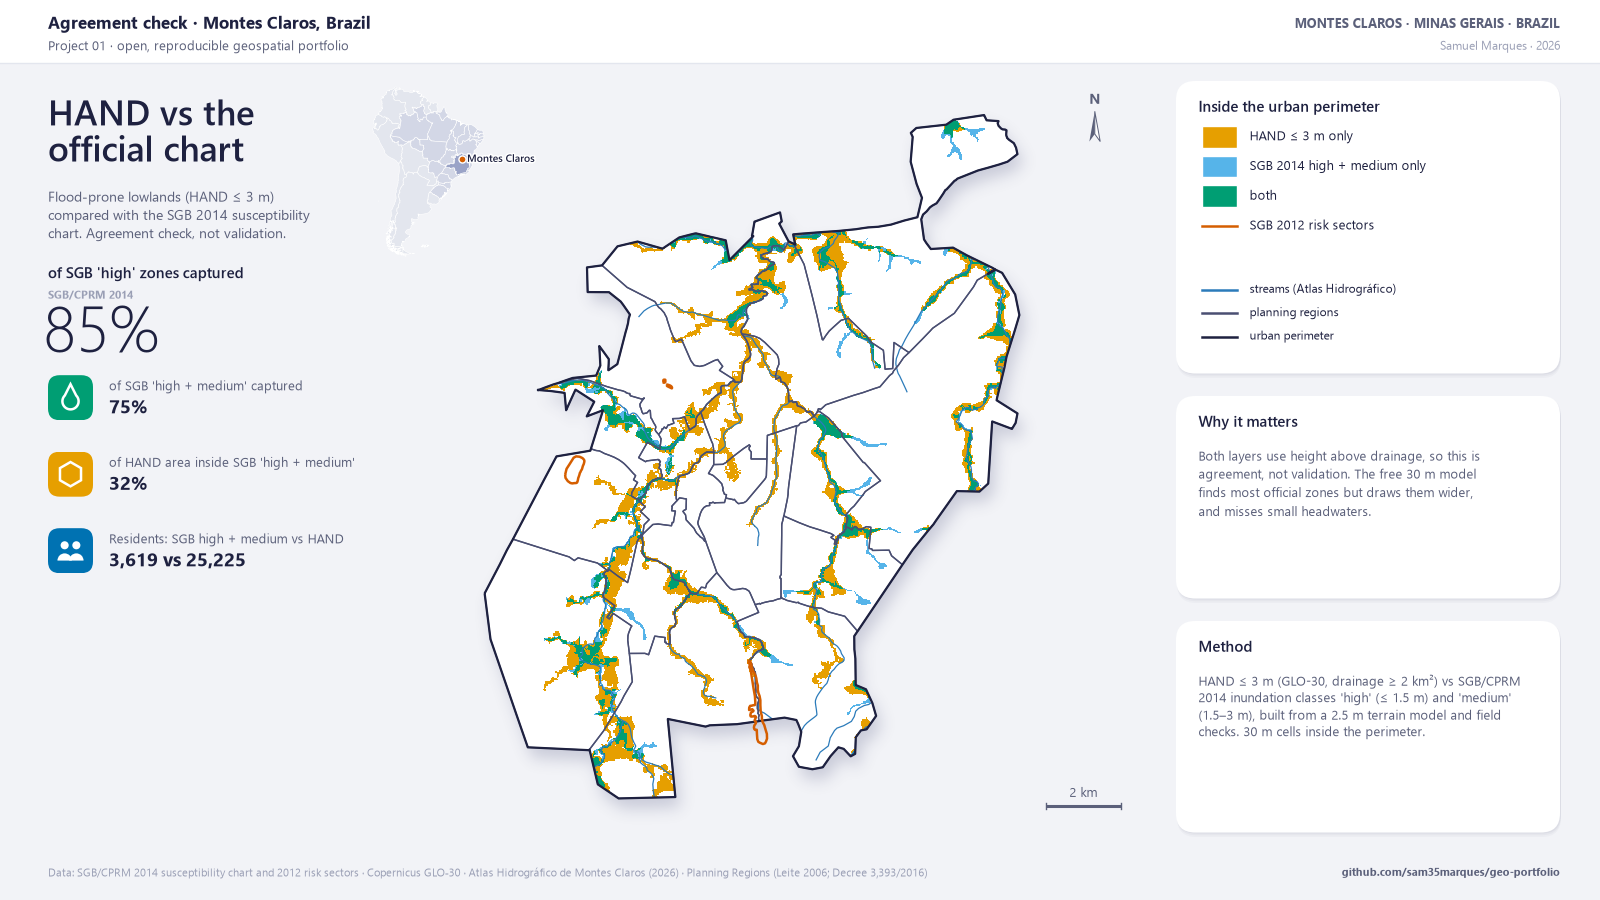 Agreement check · Montes Claros, Brazil
Project 01 · open, reproducible geospatial portfolio
MONTES CLAROS · MINAS GERAIS · BRAZIL
Samuel Marques · 2026
HAND vs the
official chart
Flood-prone lowlands (HAND ≤ 3 m)
compared with the SGB 2014 susceptibility
chart. Agreement check, not validation.
of SGB 'high' zones captured
SGB/CPRM 2014
85%
of SGB 'high + medium' captured
75%
of HAND area inside SGB 'high + medium'
32%
Residents: SGB high + medium vs HAND
3,619 vs 25,225
Montes Claros
N
2 km
Inside the urban perimeter
HAND ≤ 3 m only
SGB 2014 high + medium only
both
SGB 2012 risk sectors
streams (Atlas Hidrográfico)
planning regions
urban perimeter
Why it matters
Both layers use height above drainage, so this is
agreement, not validation. The free 30 m model
finds most official zones but draws them wider,
and misses small headwaters.
Method
HAND ≤ 3 m (GLO-30, drainage ≥ 2 km²) vs SGB/CPRM
2014 inundation classes 'high' (≤ 1.5 m) and 'medium'
(1.5–3 m), built from a 2.5 m terrain model and field
checks. 30 m cells inside the perimeter.
Data: SGB/CPRM 2014 susceptibility chart and 2012 risk sectors · Copernicus GLO-30 · Atlas Hidrográfico de Montes Claros (2026) · Planning Regions (Leite 2006; Decree 3,393/2016)
github.com/sam35marques/geo-portfolio